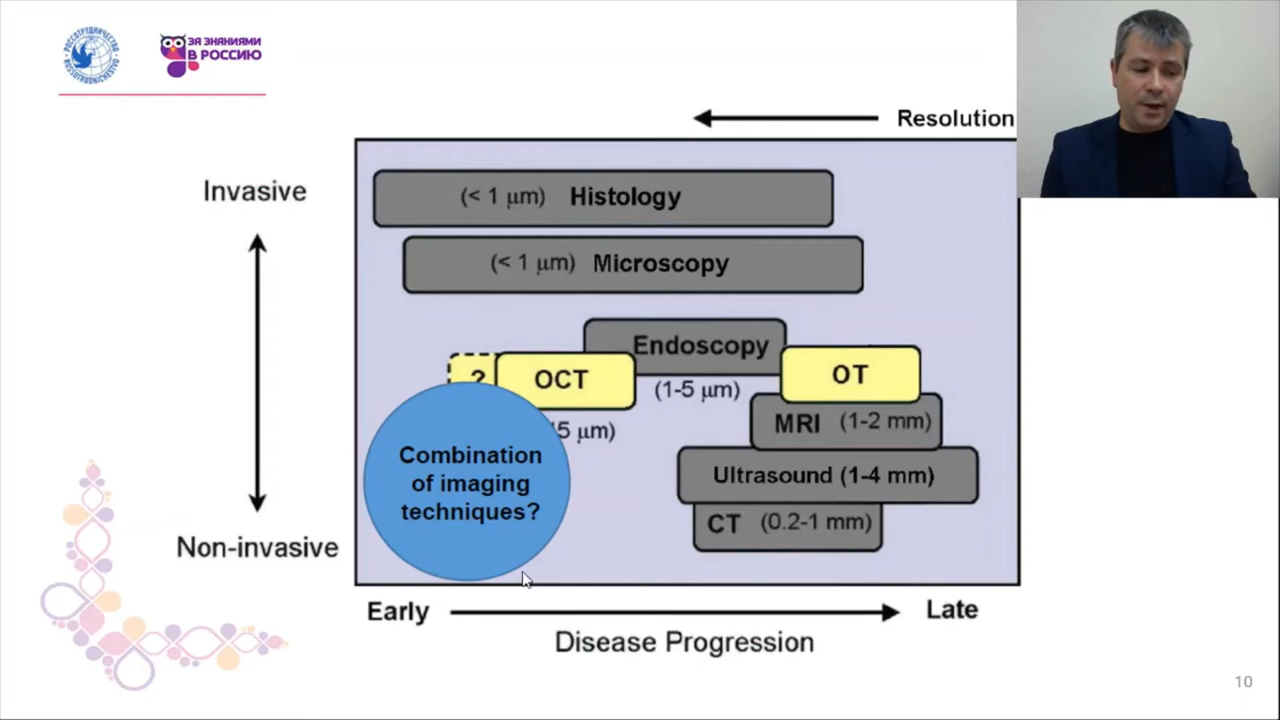 РОССОТРУДНИЧЕСТВО
ROSSOTRUDNICHESTVO
ЗА ЗНАНИЯМИ
В РОССИЮ
Resolution
Invasive
(< 1 μm) Histology
(< 1 μm) Microscopy
Endoscopy
(1-5 μm)
? OCT
5 μm)
OT
MRI (1-2 mm)
Ultrasound (1-4 mm)
CT (0.2-1 mm)
Combination
of imaging
techniques?
Non-invasive
Early
Late
Disease Progression
10